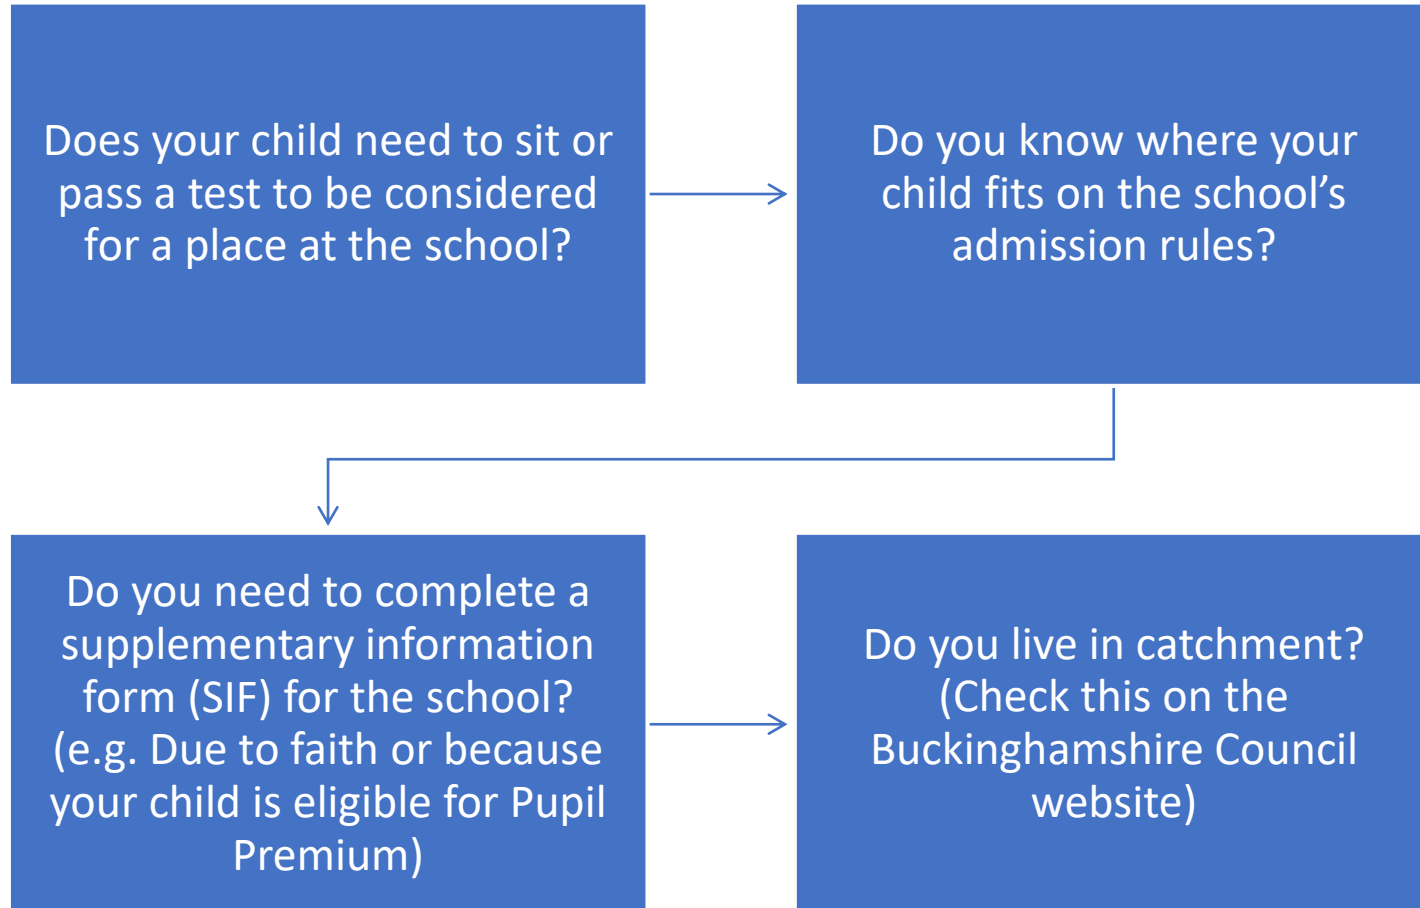 Does your child need to sit or
pass a test to be considered
for a place at the school?
Do you know where your
child fits on the school’s
admission rules?
Do you need to complete a
supplementary information
form (SIF) for the school?
(e.g. Due to faith or because
your child is eligible for Pupil
Premium)
Do you live in catchment?
(Check this on the
Buckinghamshire Council
website)